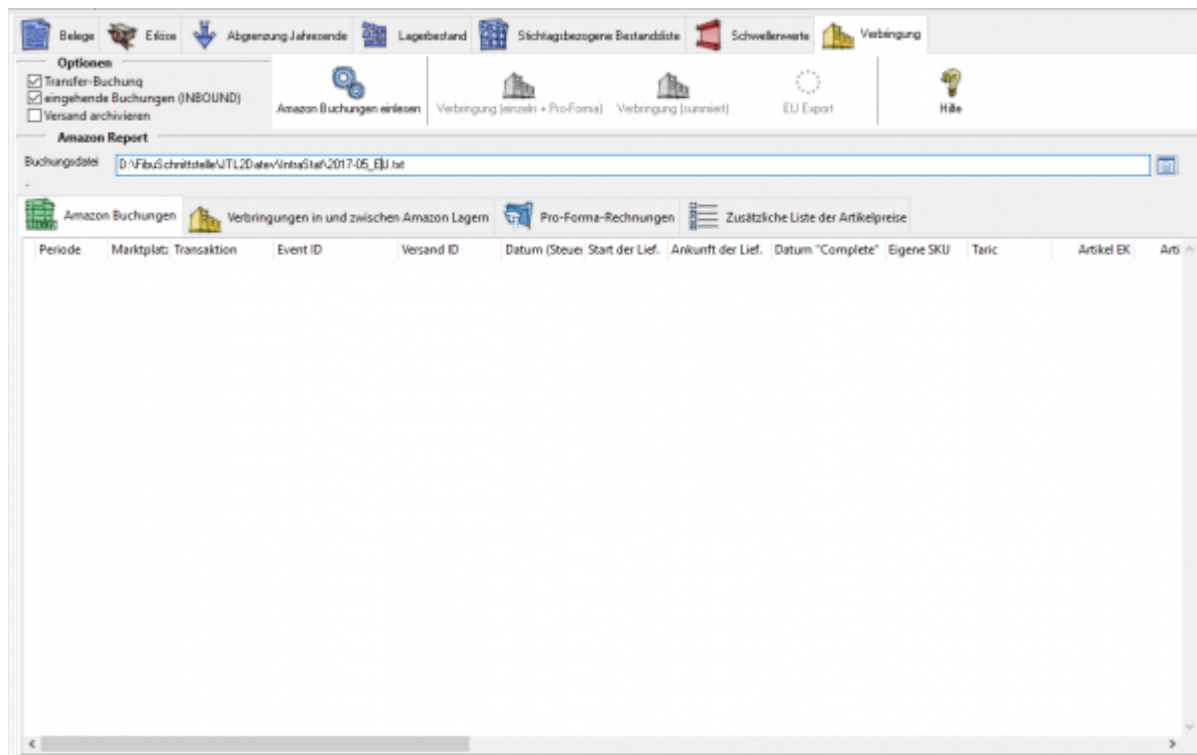 Belege Erlöse Abgrenzung Jahresende Lagerbestand Stichtagsbezogene Bestandsliste Schwellenwerte Verbringung
Optionen
Transfer-Buchung
eingehende Buchungen (INBOUND)
Versand archivieren
Amazon Buchungen einlesen Verbringung (einzeln + Pro-Forma) Verbringung (summiert) EU Export Hilfe
Amazon Report
Buchungsdatei D:\FibuSchnittstelle\JTL2Datev\IntraStat\2017-05_EU.txt
Amazon Buchungen Verbringungen in und zwischen Amazon Lagern Pro-Forma-Rechnungen Zusätzliche Liste der Artikelpreise
Periode Marktplatz Transaktion Event ID Versand ID Datum (Steuer Start der Lief. Ankunft der Lief. Datum "Complete" Eigene SKU Taric Artikel EK Arti